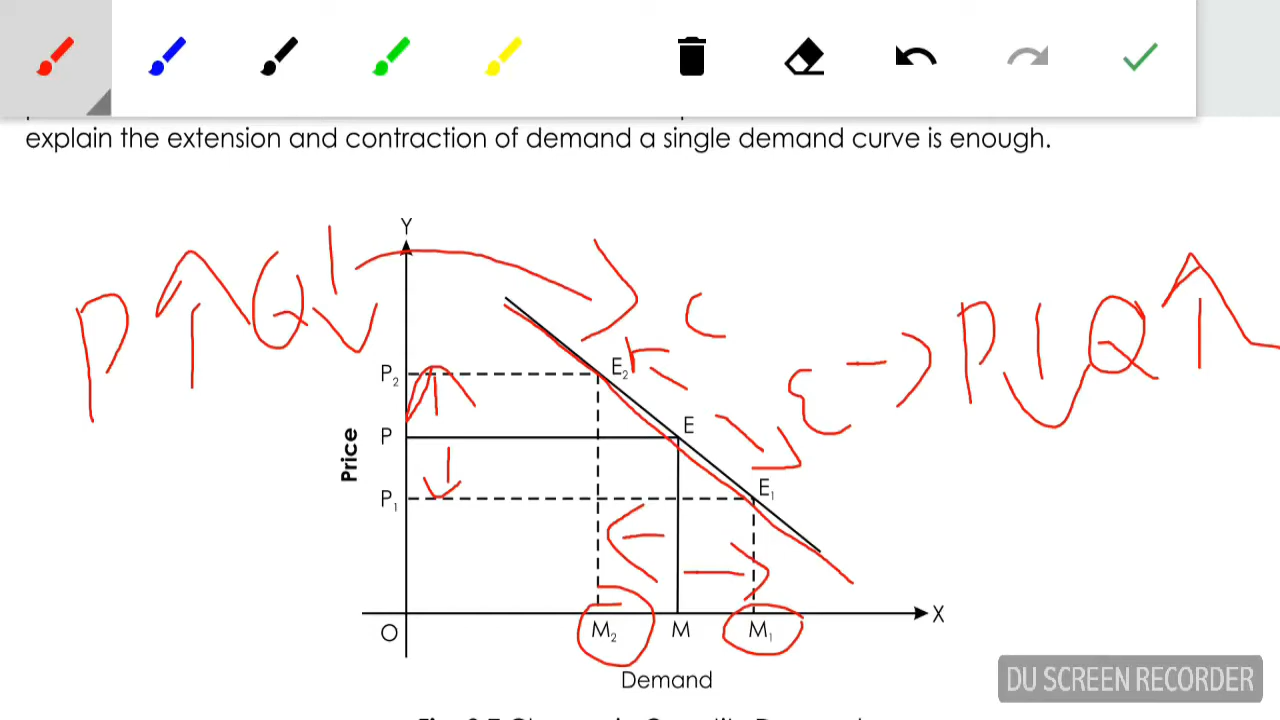 explain the extension and contraction of demand a single demand curve is enough.
Y
P Q C
E P Q
P₂ E₂
P E
Price
P₁ E₁
O M₂ M M₁ X
Demand
DU SCREEN RECORDER